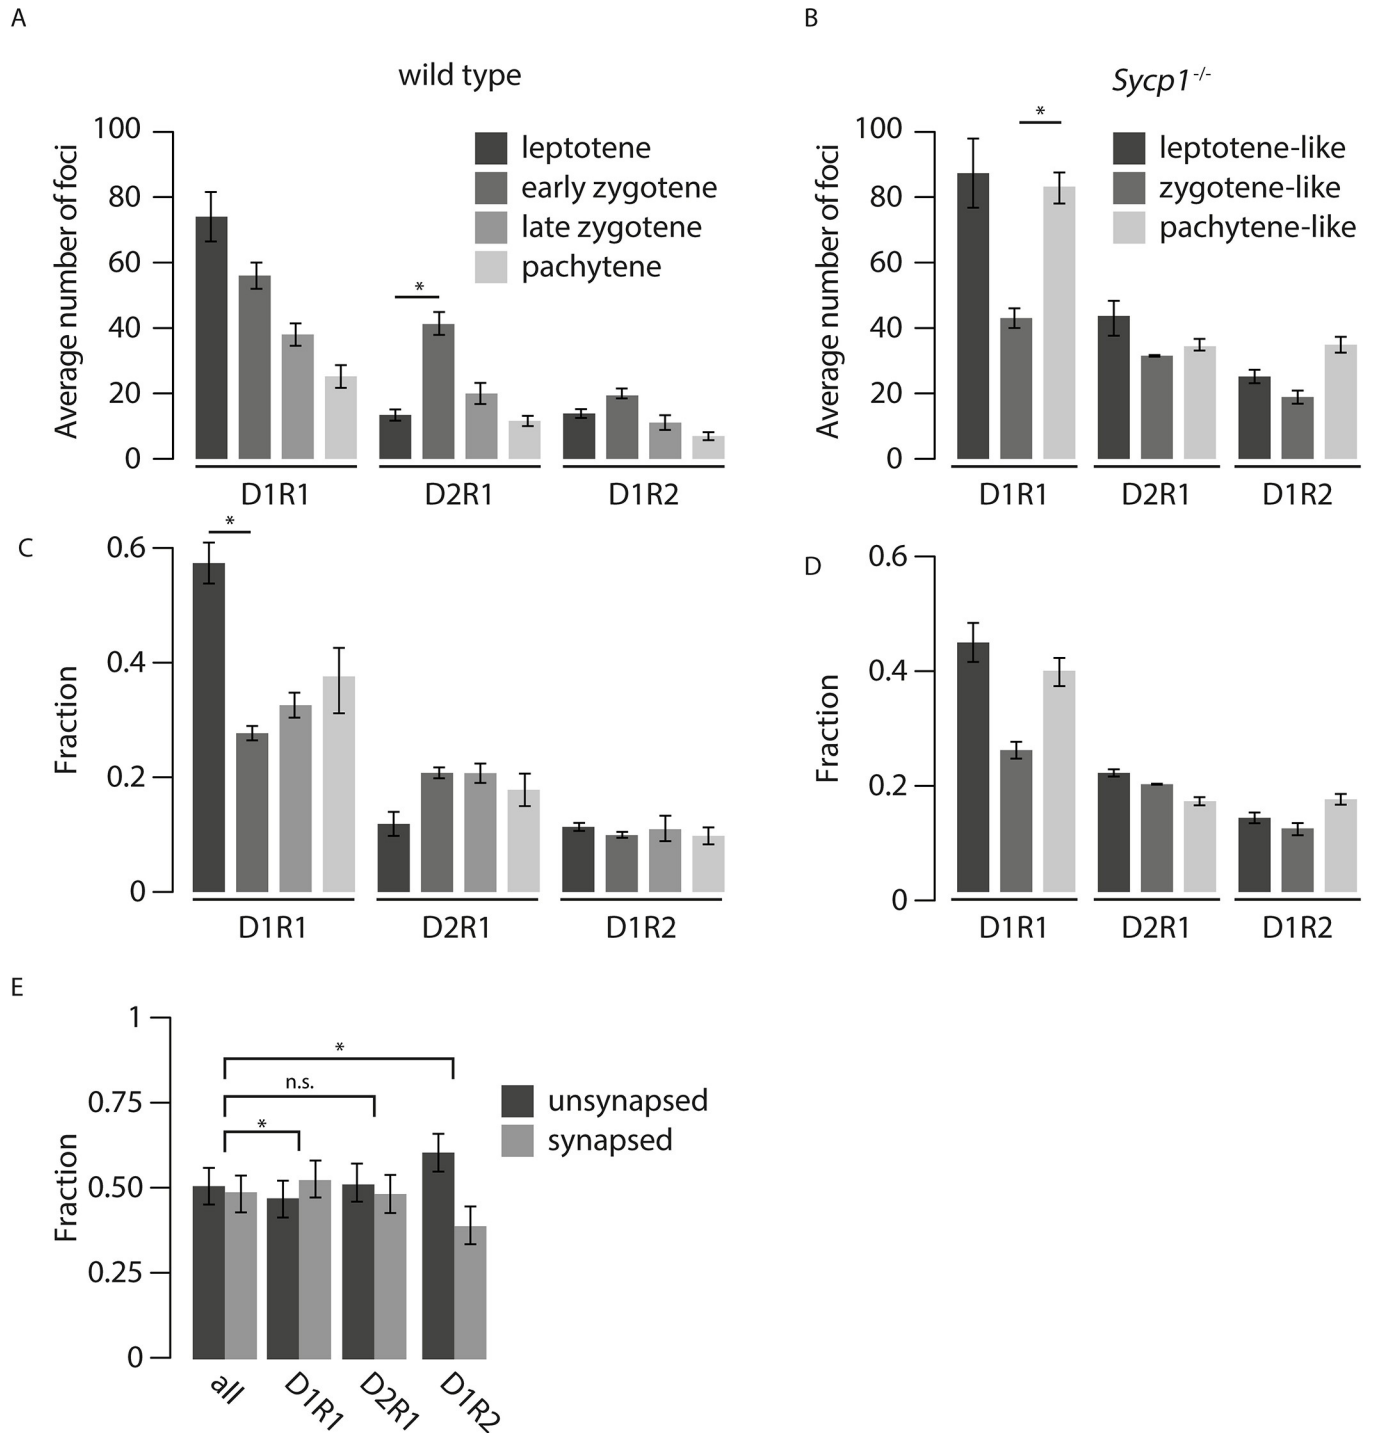 A
wild type
100
80
60
40
20
0
Average number of foci
leptotene
early zygotene
late zygotene
pachytene
*
D1R1 D2R1 D1R2
B
Sycp1-/-
100
80
60
40
20
0
Average number of foci
*
leptotene-like
zygotene-like
pachytene-like
D1R1 D2R1 D1R2
C
0.6
0.4
0.2
0
Fraction
*
D1R1 D2R1 D1R2
D
0.6
0.4
0.2
0
Fraction
D1R1 D2R1 D1R2
E
1
0.75
0.50
0.25
0
Fraction
*
n.s.
*
unsynapsed
synapsed
all D1R1 D2R1 D1R2